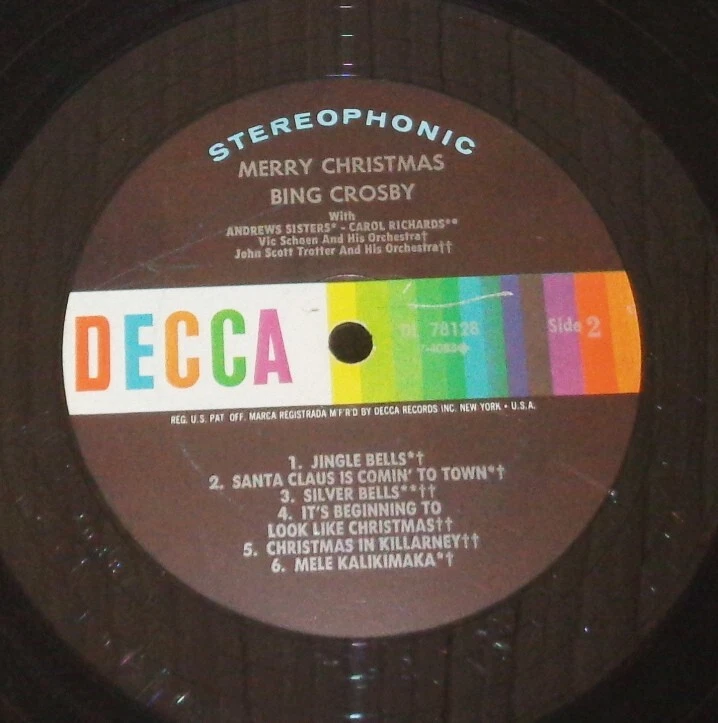 STEREOPHONIC
MERRY CHRISTMAS
BING CROSBY
With
ANDREWS SISTERS* - CAROL RICHARDS**
Vic Schoen And His Orchestra†
John Scott Trotter And His Orchestra††
DECCA
DL 78128
Side 2
REG. U.S. PAT. OFF. MARCA REGISTRADA M'F'R'D BY DECCA RECORDS INC. NEW YORK • U.S.A.
1. JINGLE BELLS*†
2. SANTA CLAUS IS COMIN' TO TOWN*†
3. SILVER BELLS**††
4. IT'S BEGINNING TO
LOOK LIKE CHRISTMAS††
5. CHRISTMAS IN KILLARNEY††
6. MELE KALIKIMAKA*†